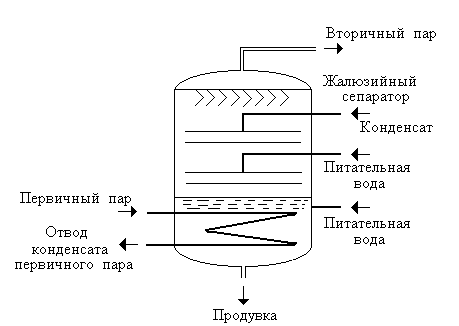 Вторичный пар
Жалюзийный
сепаратор
Конденсат
Питательная
вода
Первичный пар
Питательная
вода
Отвод
конденсата
первичного пара
Продувка